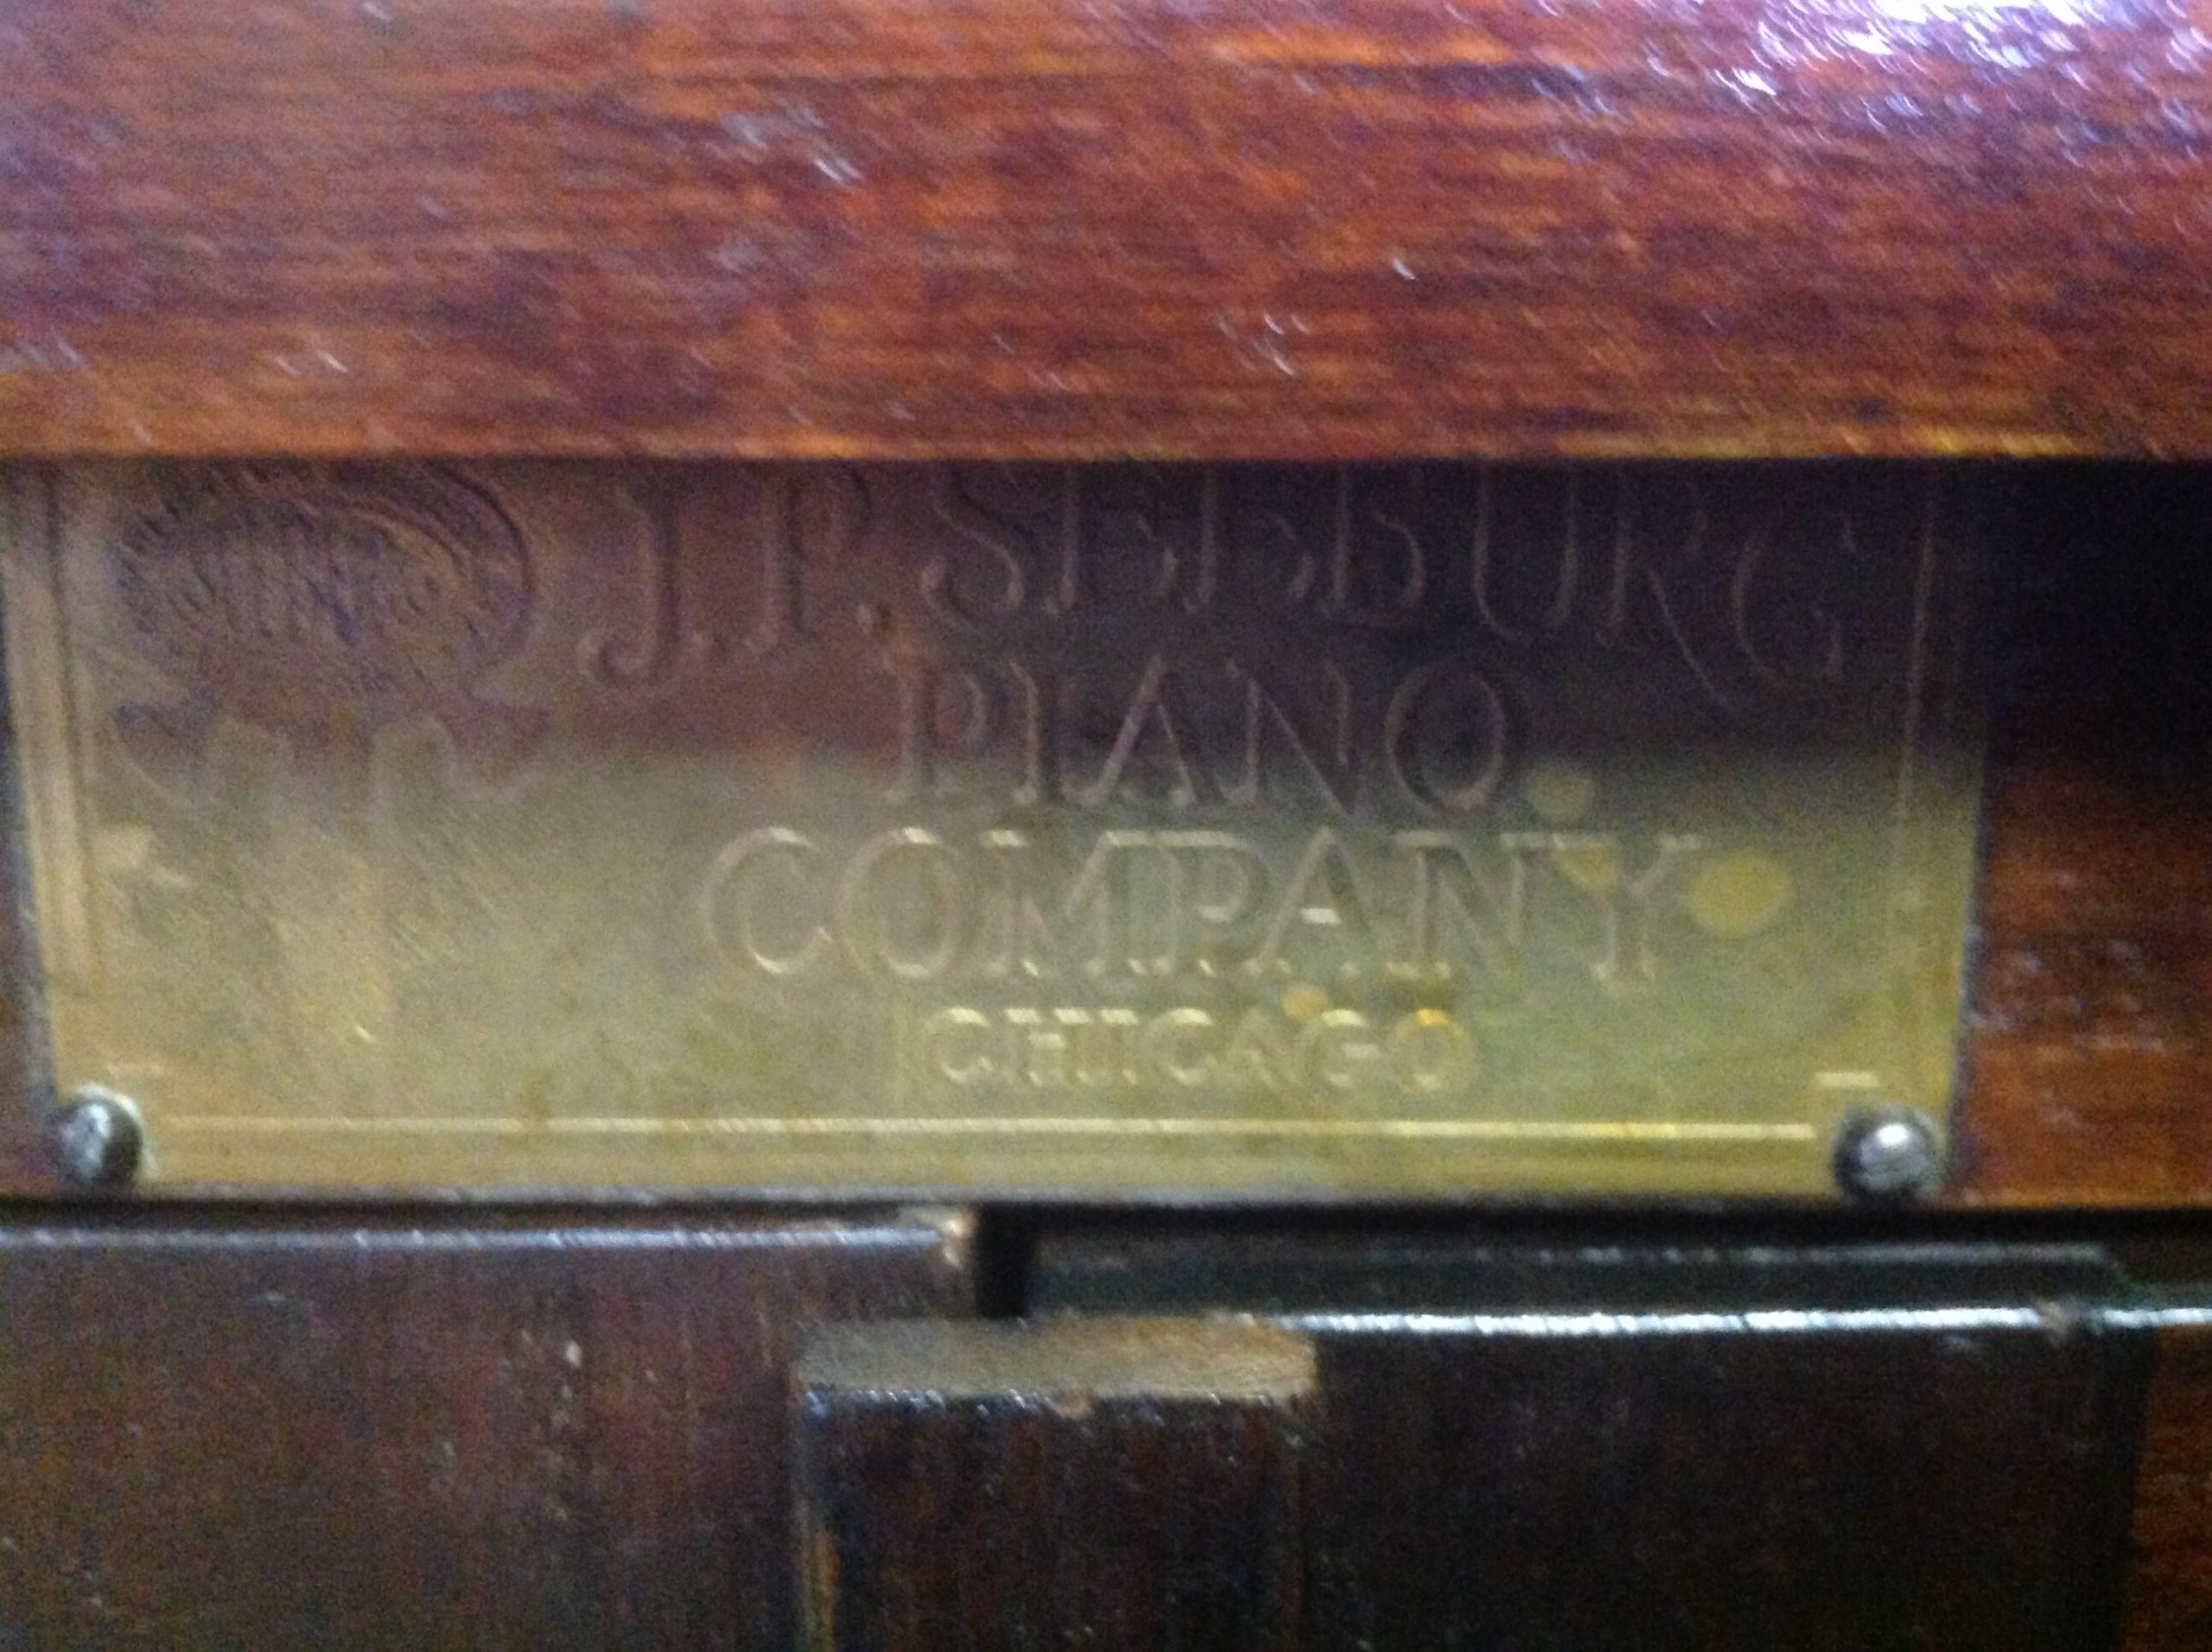 J.P. SEEBURG
PIANO
COMPANY
CHICAGO